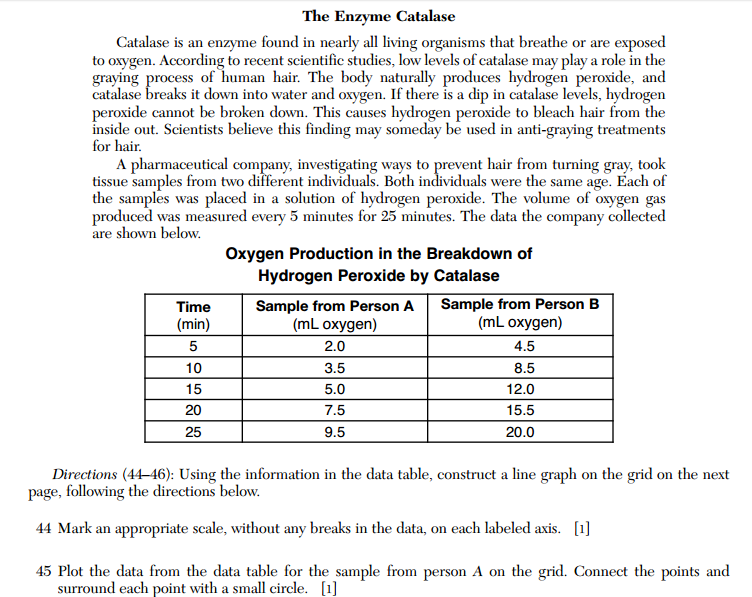 The Enzyme Catalase
Catalase is an enzyme found in nearly all living organisms that breathe or are exposed
to oxygen. According to recent scientific studies, low levels of catalase may play a role in the
graying process of human hair. The body naturally produces hydrogen peroxide, and
catalase breaks it down into water and oxygen. If there is a dip in catalase levels, hydrogen
peroxide cannot be broken down. This causes hydrogen peroxide to bleach hair from the
inside out. Scientists believe this finding may someday be used in anti-graying treatments
for hair.
A pharmaceutical company, investigating ways to prevent hair from turning gray, took
tissue samples from two different individuals. Both individuals were the same age. Each of
the samples was placed in a solution of hydrogen peroxide. The volume of oxygen gas
produced was measured every 5 minutes for 25 minutes. The data the company collected
are shown below.
Oxygen Production in the Breakdown of
Hydrogen Peroxide by Catalase
Time Sample from Person A Sample from Person B
(min) (mL oxygen) (mL oxygen)
5 2.0 4.5
10 3.5 8.5
15 5.0 12.0
20 7.5 15.5
25 9.5 20.0
Directions (44–46): Using the information in the data table, construct a line graph on the grid on the next
page, following the directions below.
44 Mark an appropriate scale, without any breaks in the data, on each labeled axis. [1]
45 Plot the data from the data table for the sample from person A on the grid. Connect the points and
surround each point with a small circle. [1]